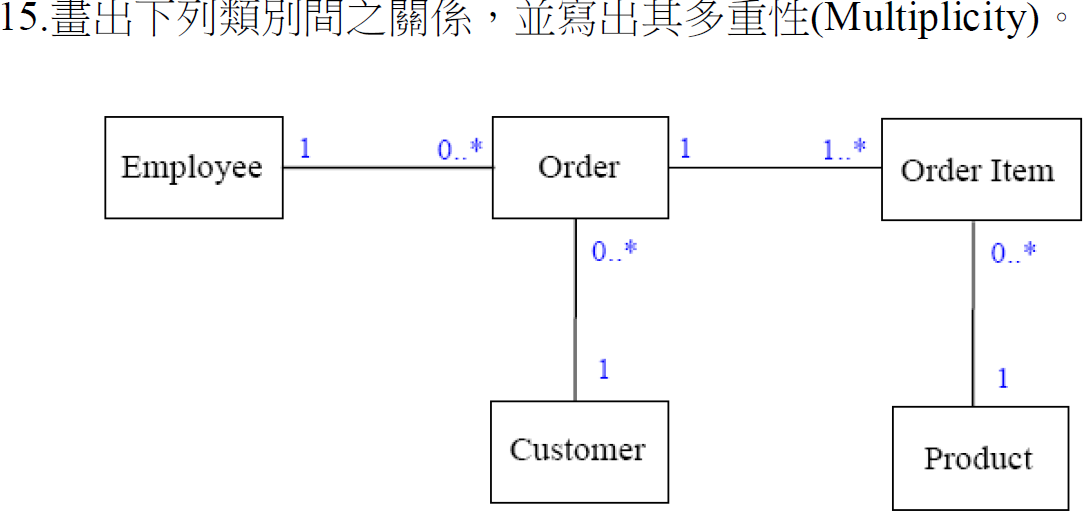 15.畫出下列類別間之關係，並寫出其多重性(Multiplicity)。
1 0..* 1 1..*
Employee Order Order Item
0..* 0..*
1 1
Customer Product